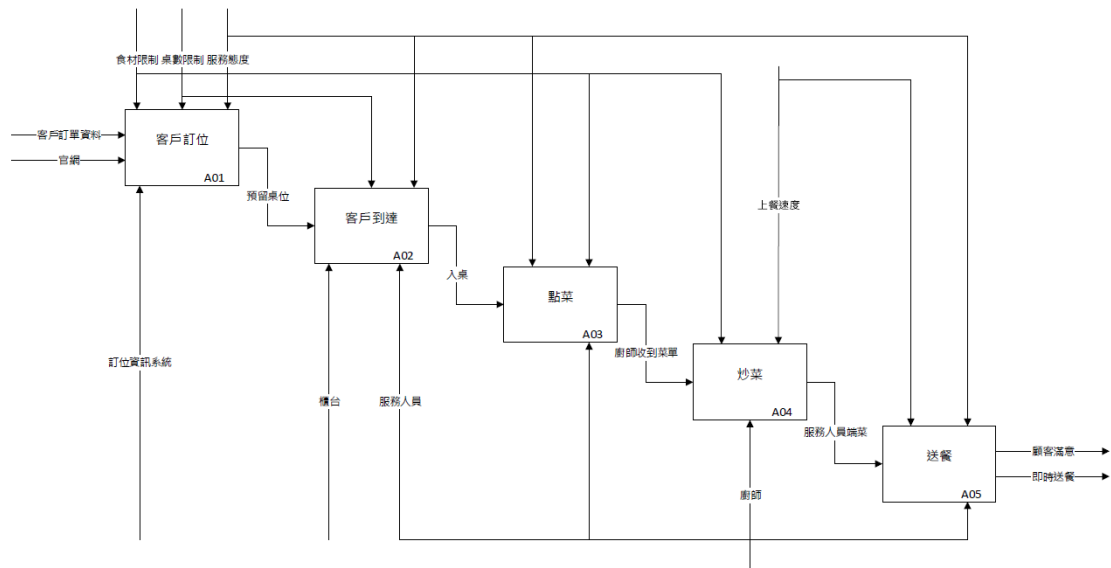 食材限制 桌數限制 服務態度
客戶訂單資料
官網
客戶訂位
A01
預留桌位
客戶到達
A02
上餐速度
入桌
點菜
A03
訂位資訊系統
廚師收到菜單
炒菜
A04
櫃台
服務人員
服務人員端菜
送餐
A05
顧客滿意
即時送餐
廚師